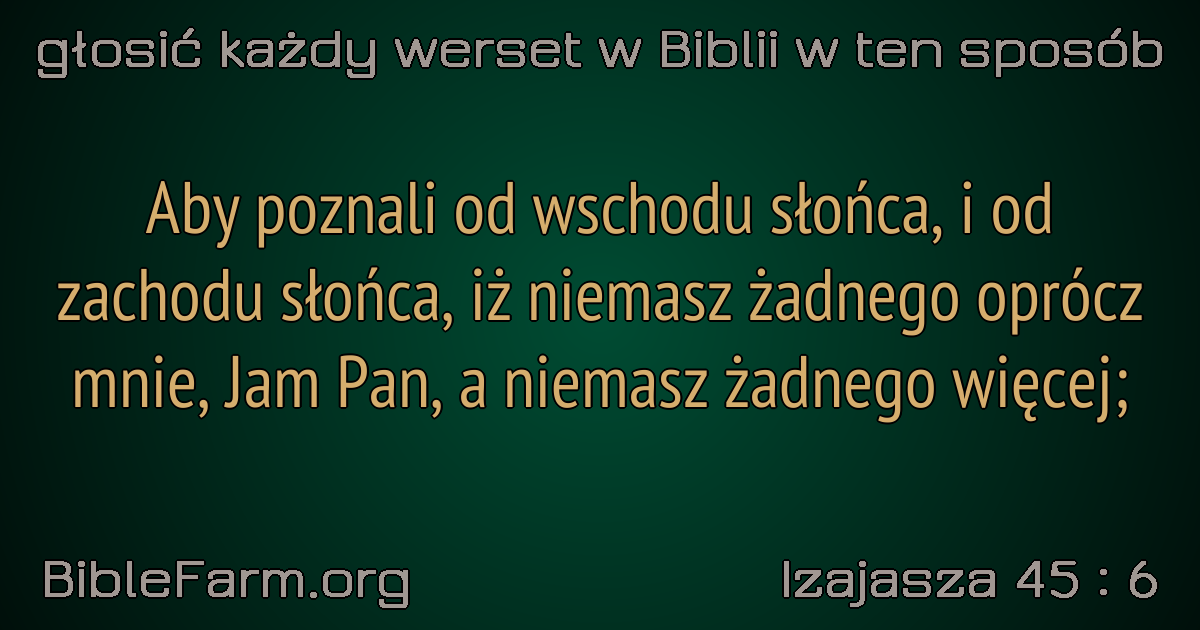 głosić każdy werset w Biblii w ten sposób
Aby poznali od wschodu słońca, i od
zachodu słońca, iż niemasz żadnego oprócz
mnie, Jam Pan, a niemasz żadnego więcej;
BibleFarm.org
Izajasza 45 : 6